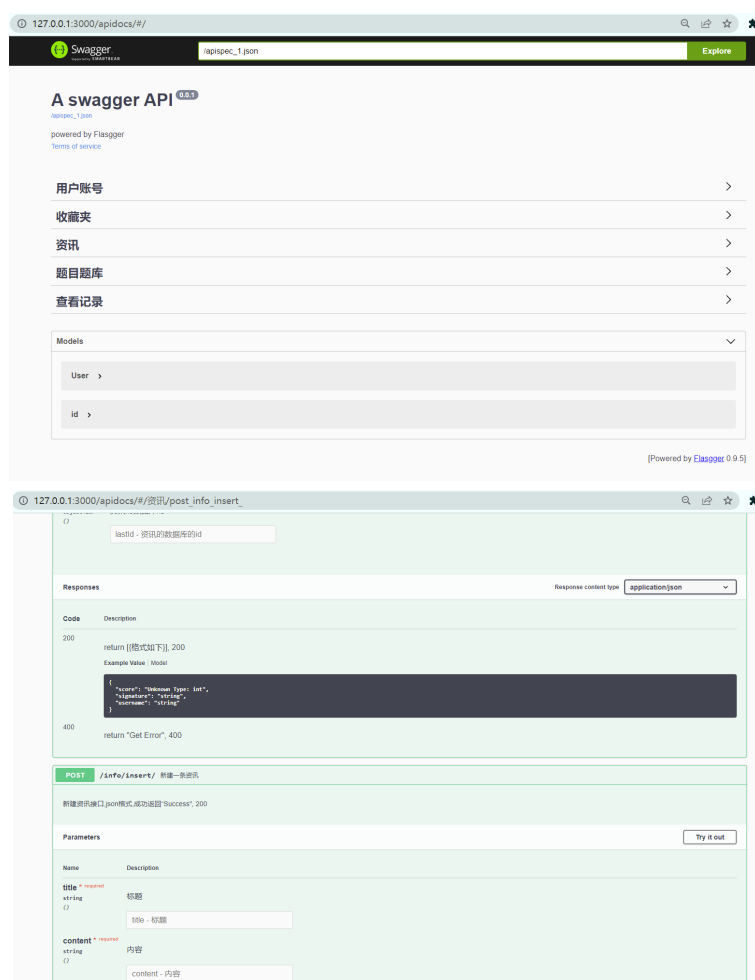 127.0.0.1:3000/apidocs/#/
Swagger.
Supported by SMARTBEAR
/apispec_1.json
Explore
A swagger API 0.0.1
/apispec_1.json
powered by Flasgger
Terms of service
用户账号
收藏夹
资讯
题目题库
查看记录
Models
User
id
[Powered by Flasgger 0.9.5]
127.0.0.1:3000/apidocs/#/资讯/post_info_insert_
()
lastId - 资讯的数据库的id
Responses
Response content type application/json
Code Description
200
return [{格式如下}], 200
Example Value | Model
{
"score": "Unknown Type: int",
"signature": "string",
"username": "string"
}
400
return "Get Error", 400
POST /info/insert/ 新建一条资讯
新建资讯接口,json格式,成功返回"Success", 200
Parameters
Try it out
Name Description
title * required
string
标题
()
title - 标题
content * required
string
内容
()
content - 内容